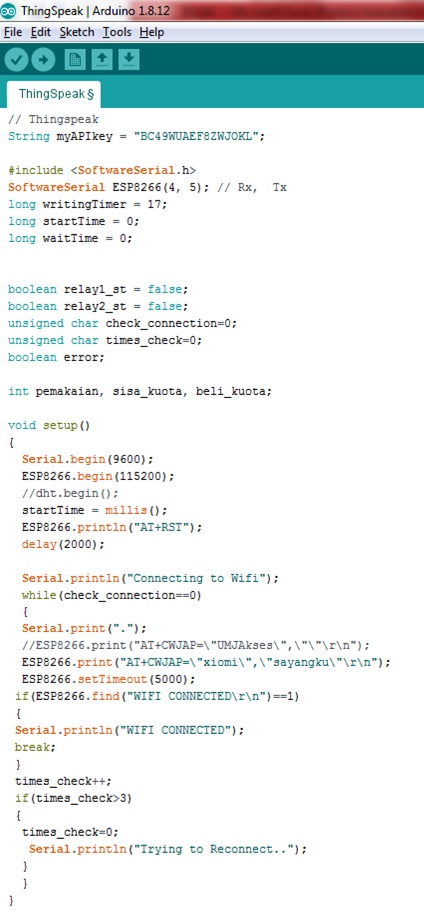 ThingSpeak | Arduino 1.8.12
File Edit Sketch Tools Help
ThingSpeak §
// Thingspeak
String myAPIkey = "BC49WUAEF8ZWJOKL";
#include <SoftwareSerial.h>
SoftwareSerial ESP8266(4, 5); // Rx,  Tx
long writingTimer = 17;
long startTime = 0;
long waitTime = 0;
boolean relay1_st = false;
boolean relay2_st = false;
unsigned char check_connection=0;
unsigned char times_check=0;
boolean error;
int pemakaian, sisa_kuota, beli_kuota;
void setup()
{
Serial.begin(9600);
ESP8266.begin(115200);
//dht.begin();
startTime = millis();
ESP8266.println("AT+RST");
delay(2000);
Serial.println("Connecting to Wifi");
while(check_connection==0)
{
Serial.print(".");
//ESP8266.print("AT+CWJAP=\"UMJAkses\",\"\"\r\n");
ESP8266.print("AT+CWJAP=\"xiomi\",\"sayangku\"\r\n");
ESP8266.setTimeout(5000);
if(ESP8266.find("WIFI CONNECTED\r\n")==1)
{
Serial.println("WIFI CONNECTED");
break;
}
times_check++;
if(times_check>3)
{
times_check=0;
Serial.println("Trying to Reconnect..");
}
}
}